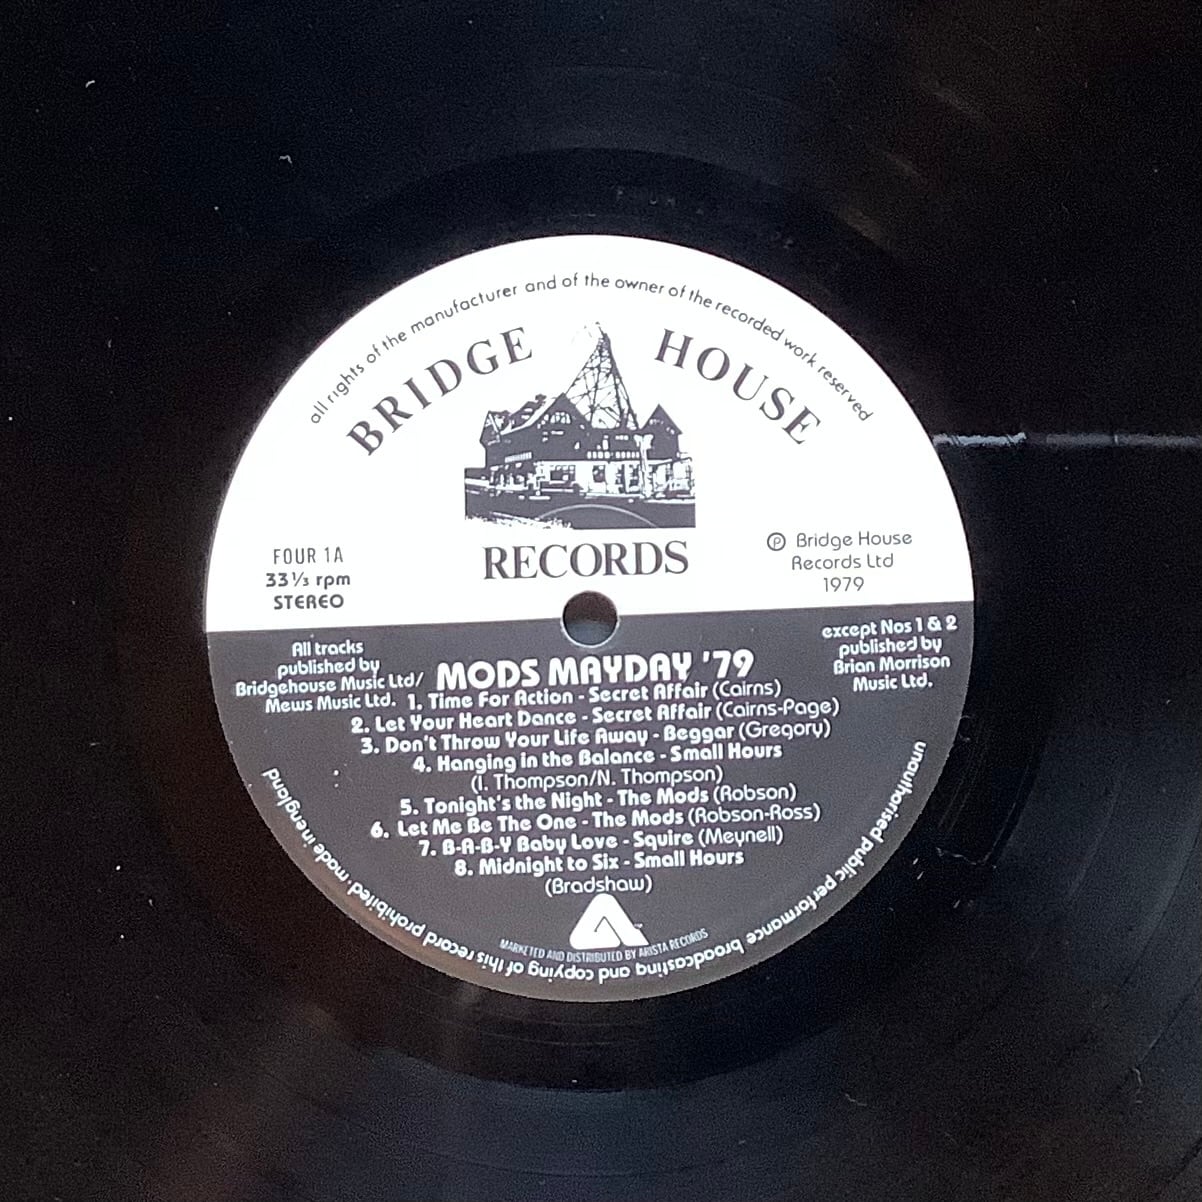 all rights of the manufacturer and of the owner of the recorded work reserved
BRIDGE HOUSE
RECORDS
FOUR 1A
33⅓ rpm
STEREO
℗ Bridge House
Records Ltd
1979
All tracks
published by
Bridgehouse Music Ltd/
Mews Music Ltd.
except Nos 1 & 2
published by
Brian Morrison
Music Ltd.
MODS MAYDAY '79
1. Time For Action - Secret Affair (Cairns)
2. Let Your Heart Dance - Secret Affair (Cairns-Page)
3. Don't Throw Your Life Away - Beggar (Gregory)
4. Hanging in the Balance - Small Hours
(I. Thompson/N. Thompson)
5. Tonight's the Night - The Mods (Robson)
6. Let Me Be The One - The Mods (Robson-Ross)
7. B-A-B-Y Baby Love - Squire (Meynell)
8. Midnight to Six - Small Hours
(Bradshaw)
MARKETED AND DISTRIBUTED BY ARISTA RECORDS
unauthorised public performance broadcasting and copying of this record prohibited · made in england